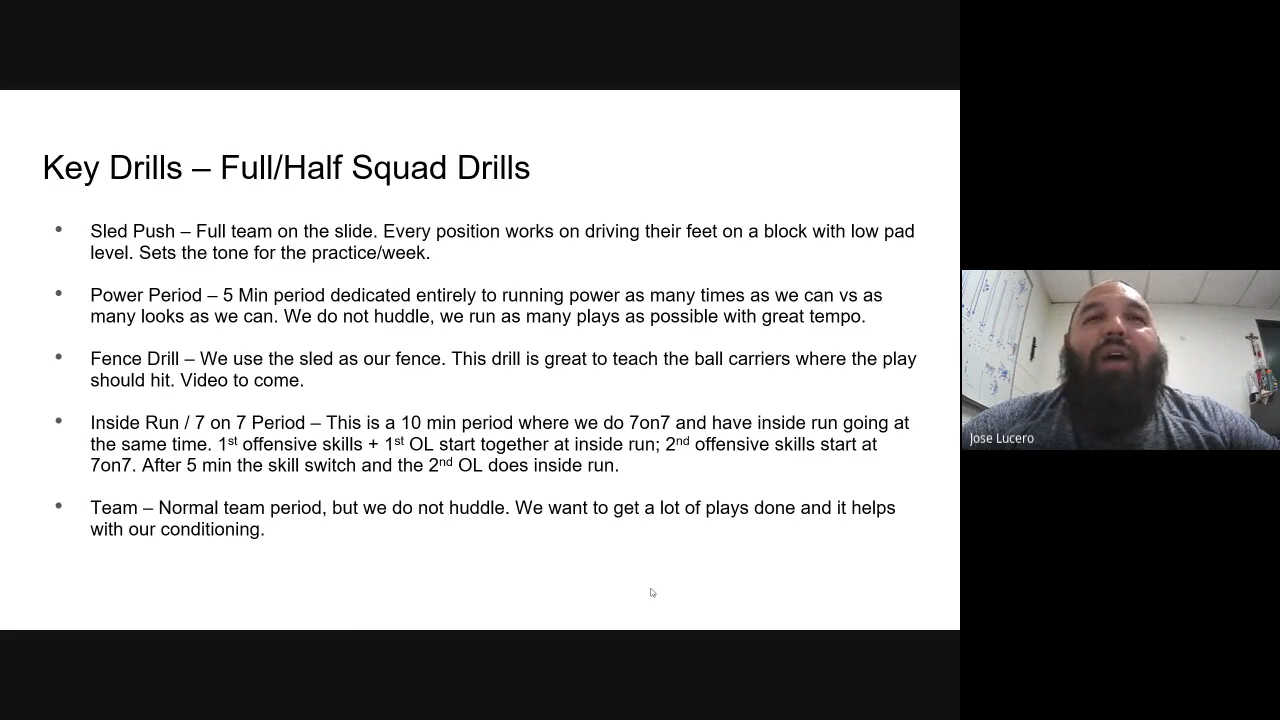 Key Drills – Full/Half Squad Drills
• Sled Push – Full team on the slide. Every position works on driving their feet on a block with low pad
level. Sets the tone for the practice/week.
• Power Period – 5 Min period dedicated entirely to running power as many times as we can vs as
many looks as we can. We do not huddle, we run as many plays as possible with great tempo.
• Fence Drill – We use the sled as our fence. This drill is great to teach the ball carriers where the play
should hit. Video to come.
• Inside Run / 7 on 7 Period – This is a 10 min period where we do 7on7 and have inside run going at
the same time. 1st offensive skills + 1st OL start together at inside run; 2nd offensive skills start at
7on7. After 5 min the skill switch and the 2nd OL does inside run.
• Team – Normal team period, but we do not huddle. We want to get a lot of plays done and it helps
with our conditioning.
Jose Lucero